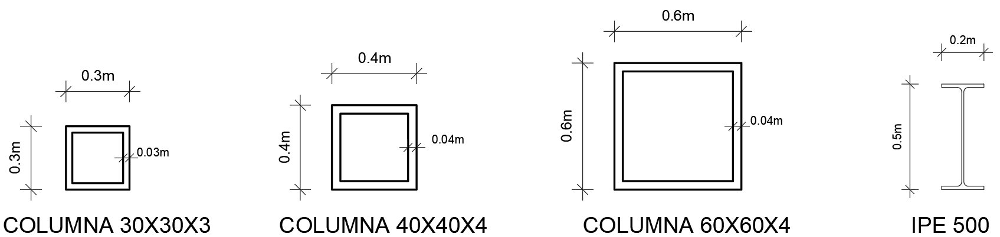 0.3m
0.3m
0.03m
COLUMNA 30X30X3
0.4m
0.4m
0.04m
COLUMNA 40X40X4
0.6m
0.6m
0.04m
COLUMNA 60X60X4
0.2m
0.5m
IPE 500